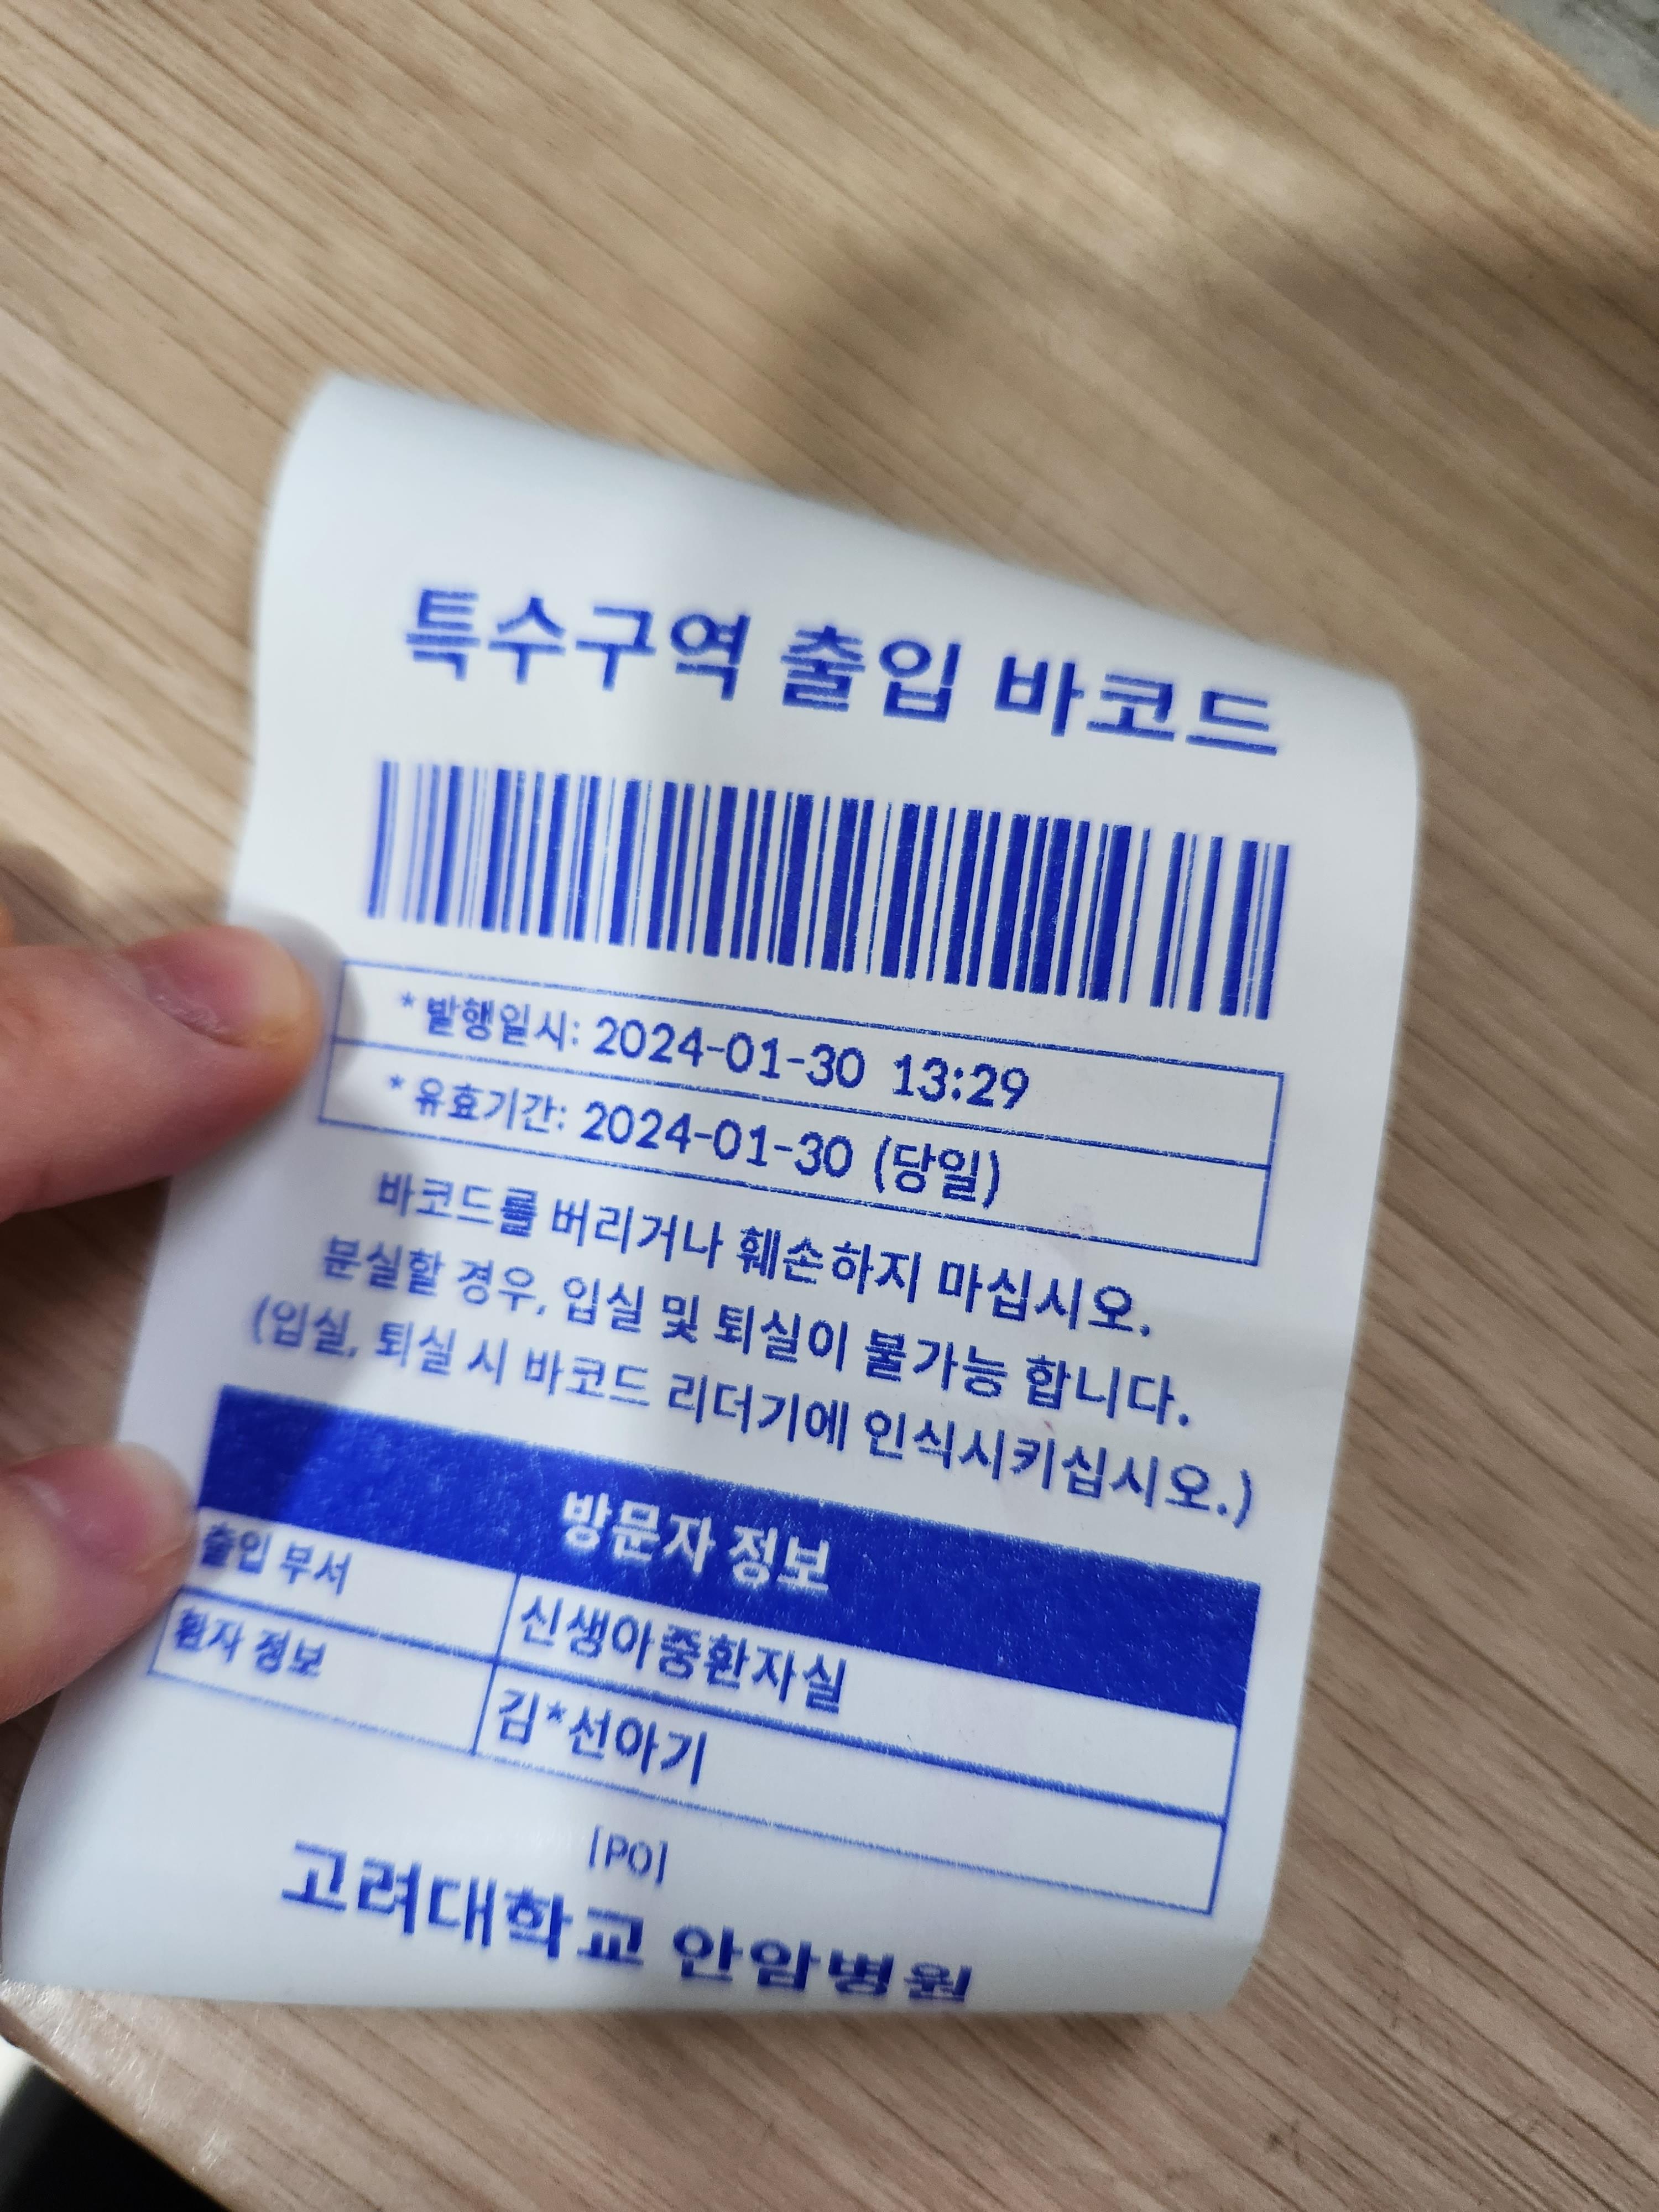 특수구역 출입 바코드
* 발행일시: 2024-01-30 13:29
* 유효기간: 2024-01-30 (당일)
바코드를 버리거나 훼손하지 마십시오.
분실할 경우, 입실 및 퇴실이 불가능 합니다.
(입실, 퇴실 시 바코드 리더기에 인식시키십시오.)
방문자 정보
출입 부서 신생아중환자실
환자 정보 김*선아기
[PO]
고려대학교 안암병원